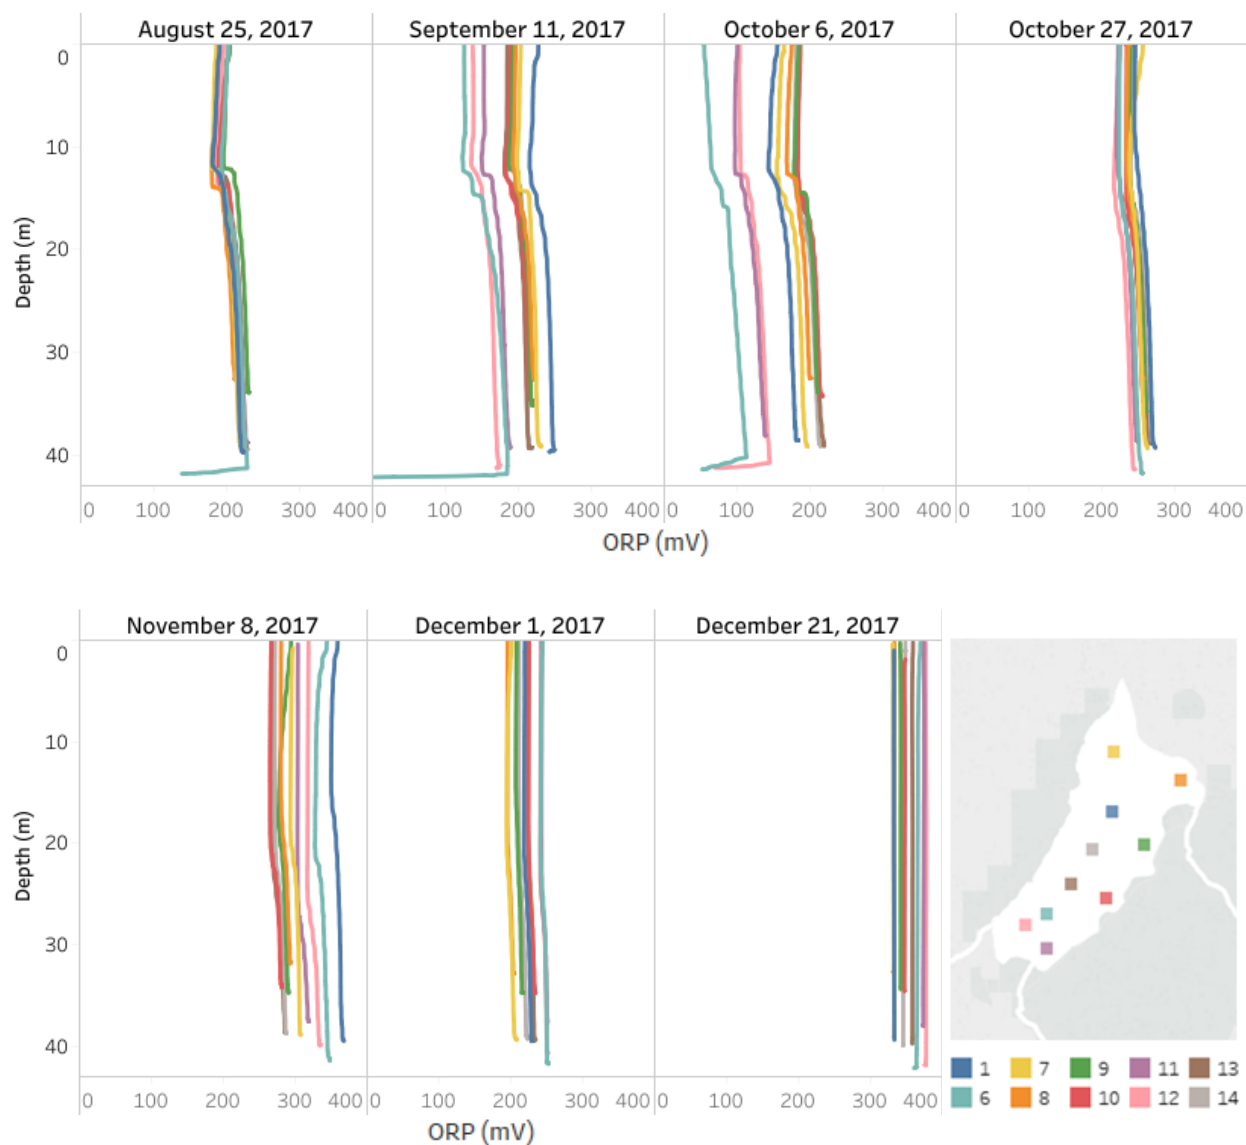 August 25, 2017 September 11, 2017 October 6, 2017 October 27, 2017
0
10
20
30
40
Depth (m)
0 100 200 300 400 0 100 200 300 400 0 100 200 300 400 0 100 200 300 400
ORP (mV)
November 8, 2017 December 1, 2017 December 21, 2017
0
10
20
30
40
Depth (m)
0 100 200 300 400 0 100 200 300 400 0 100 200 300 400
ORP (mV)
1 7 9 11 13
6 8 10 12 14